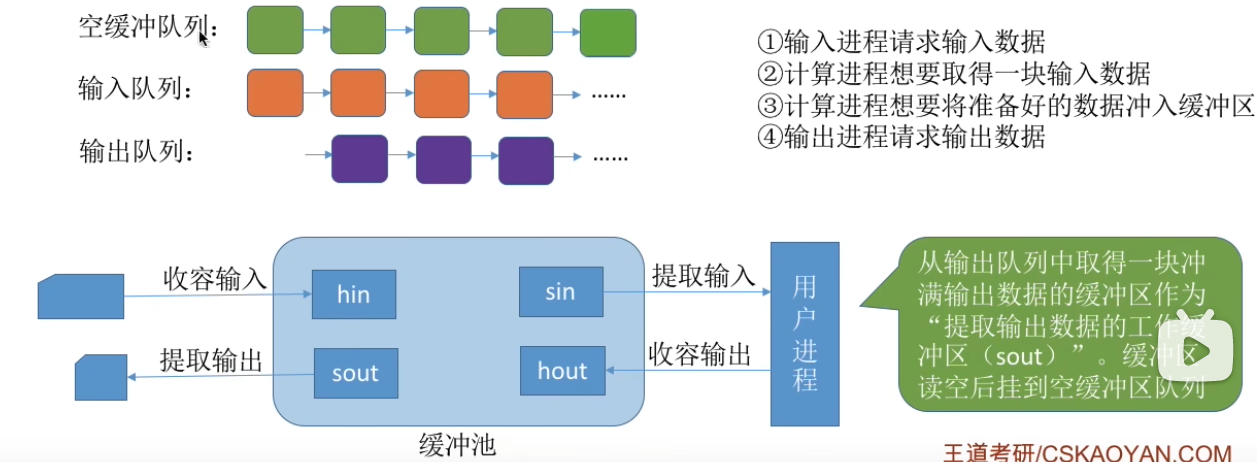 空缓冲队列：
输入队列：
……
输出队列：
……
①输入进程请求输入数据
②计算进程想要取得一块输入数据
③计算进程想要将准备好的数据冲入缓冲区
④输出进程请求输出数据
收容输入
hin
sin
提取输入
提取输出
sout
hout
收容输出
用户进程
缓冲池
从输出队列中取得一块冲
满输出数据的缓冲区作为
“提取输出数据的工作缓
冲区（sout）”。缓冲区
读空后挂到空缓冲区队列
王道考研/CSKAOYAN.COM